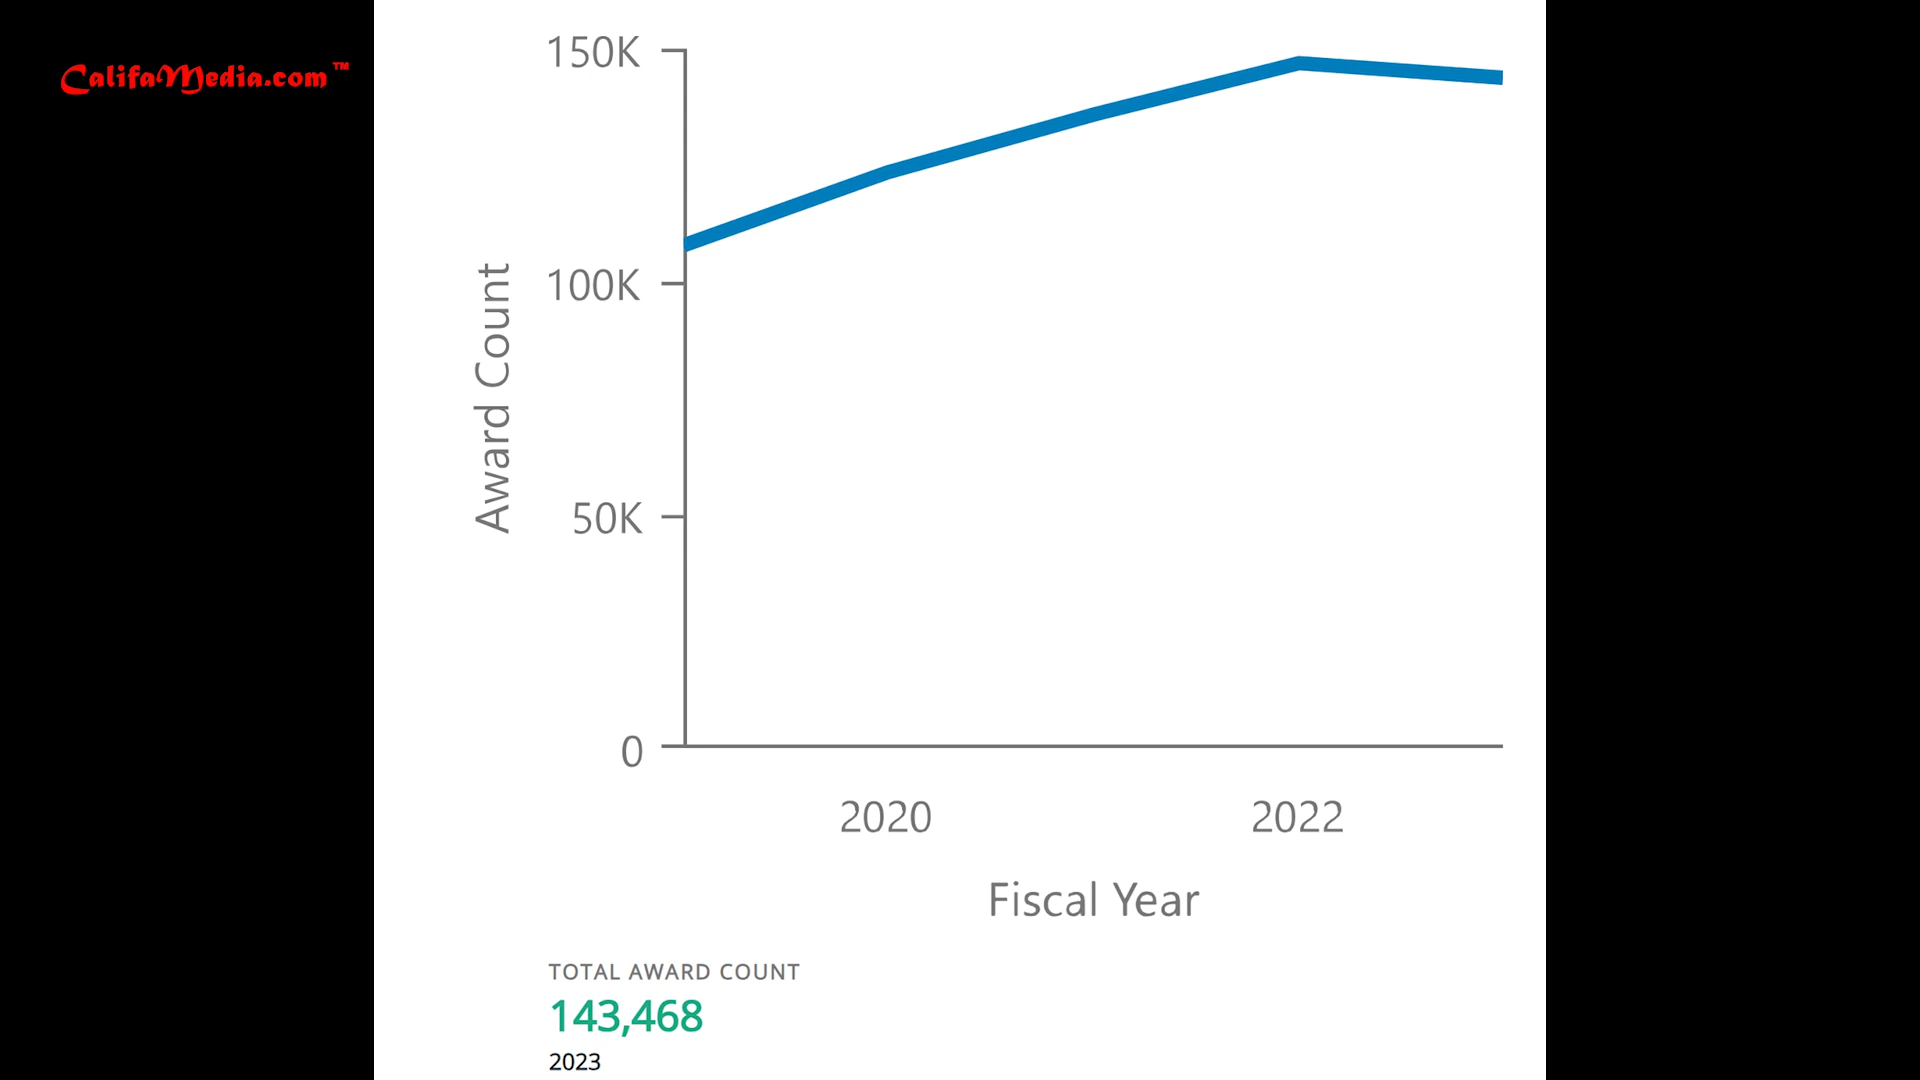 CalifaMedia.com™
150K
100K
50K
0
Award Count
2020
2022
Fiscal Year
TOTAL AWARD COUNT
143,468
2023